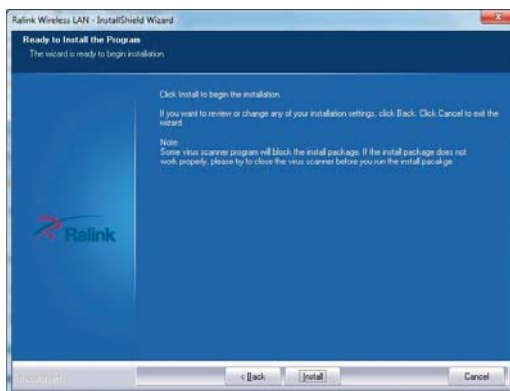 Ralink Wireless LAN - InstallShield Wizard
Ready to Install the Program
The wizard is ready to begin installation.
Click Install to begin the installation.
If you want to review or change any of your installation settings, click Back. Click Cancel to exit the
wizard.
Note:
Some virus scanner program will block the install package. If the install package does not
work properly, please try to close the virus scanner before you run the install pacakge
Ralink
< Back
Install
Cancel